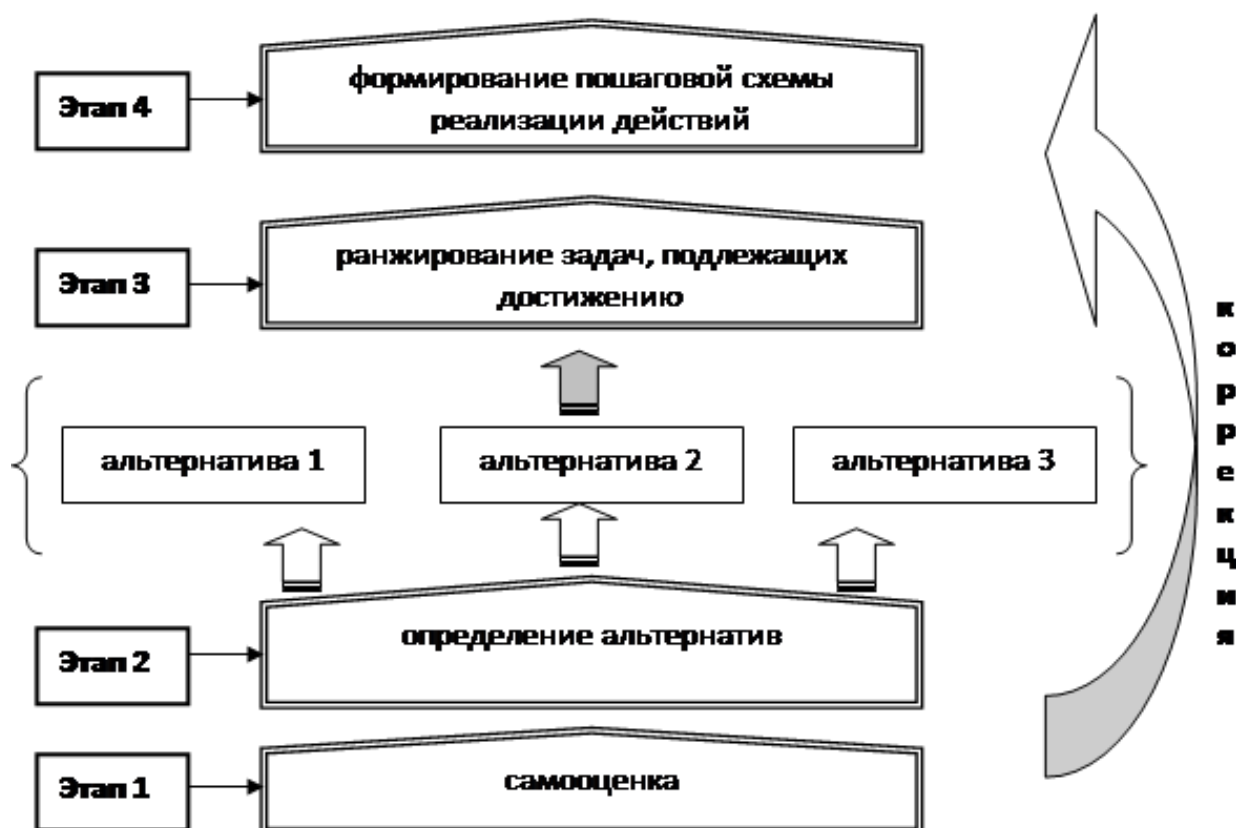 Этап 4
формирование пошаговой схемы
реализации действий
Этап 3
ранжирование задач, подлежащих
достижению
альтернатива 1
альтернатива 2
альтернатива 3
Этап 2
определение альтернатив
Этап 1
самооценка
коррекция